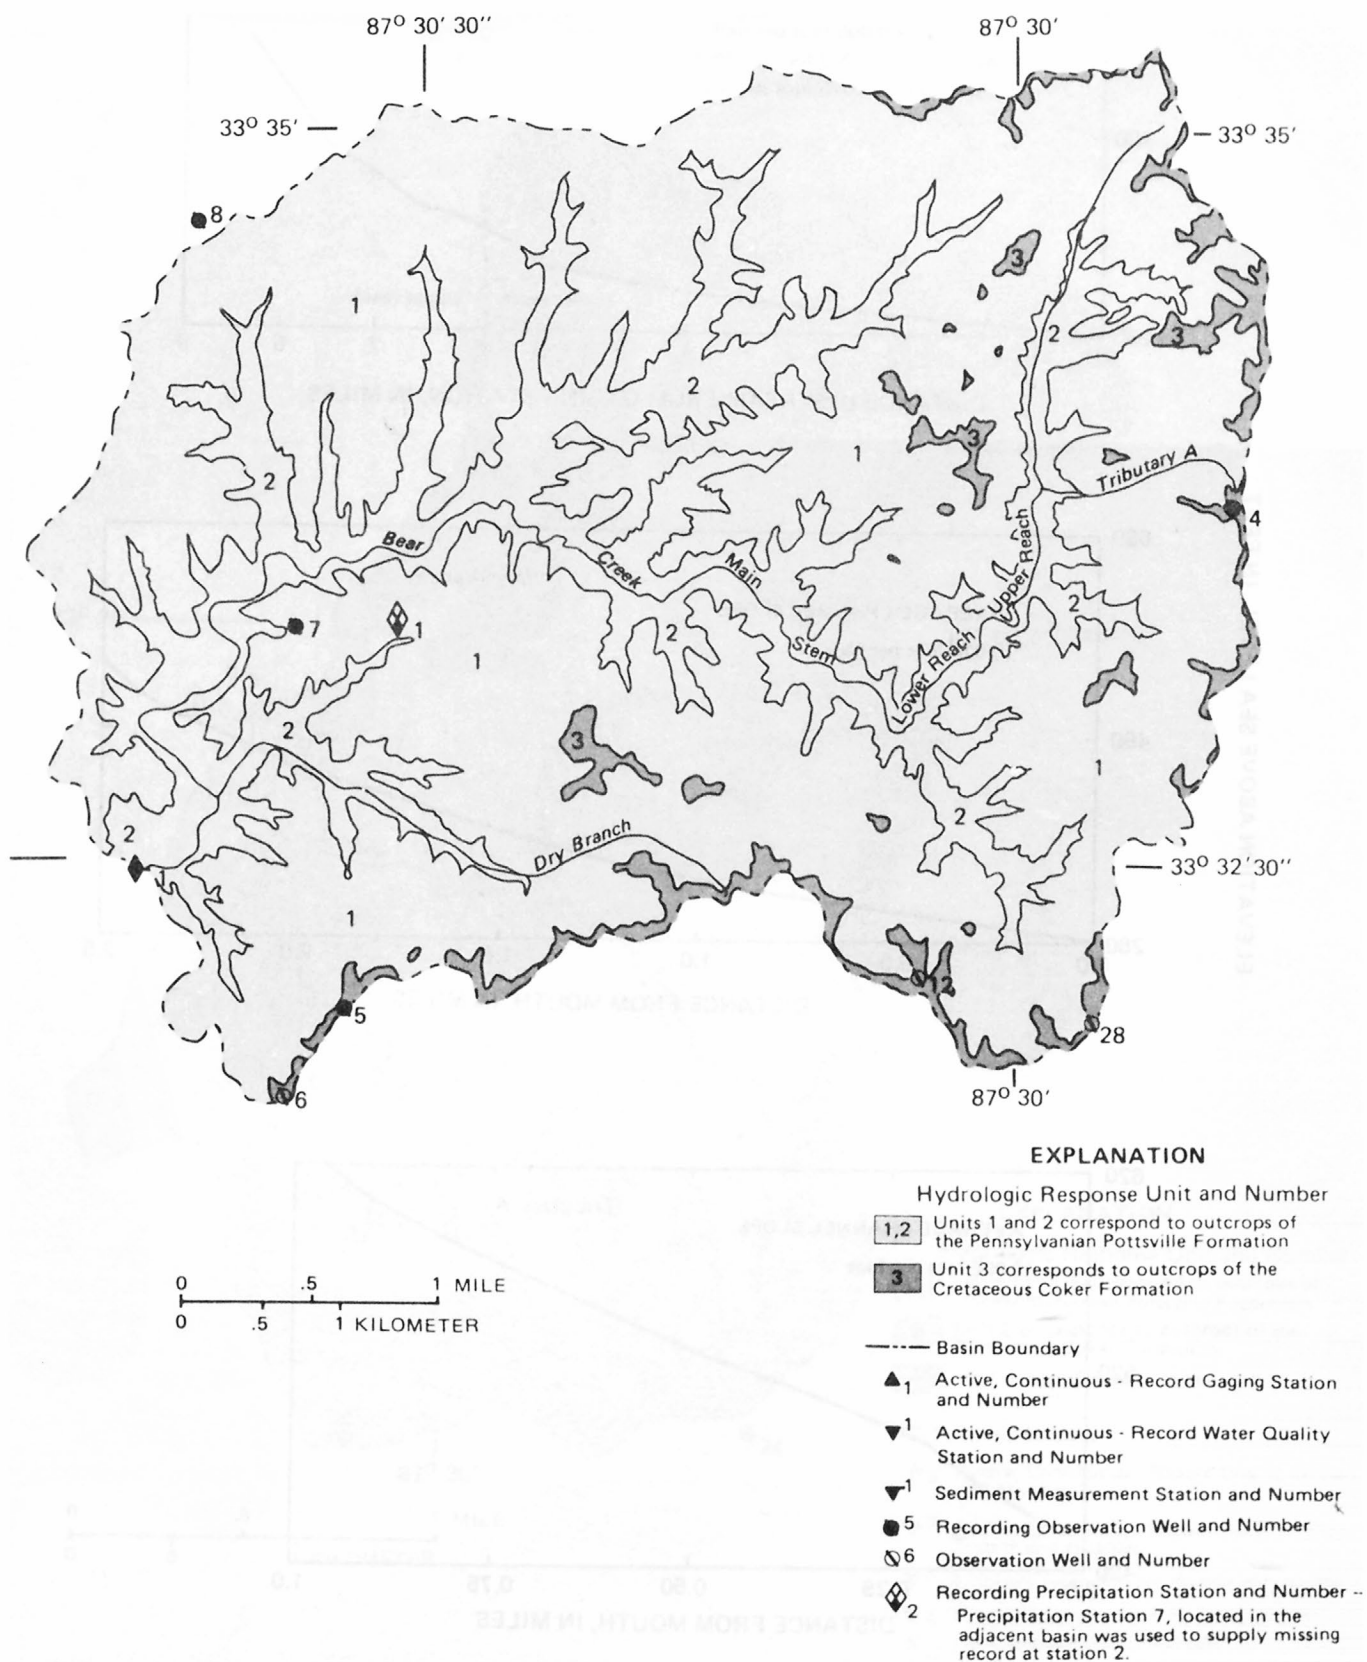 87° 30′ 30″
87° 30′
33° 35′
33° 35′
8
3
1
2
3
2
3
1
2
Tributary A
4
Bear
Creek
Main
Stem
Lower Reach
Upper Reach
2
7
1
1
2
2
3
1
2
2
Dry Branch
33° 32′ 30″
1
12
5
28
6
87° 30′
EXPLANATION
Hydrologic Response Unit and Number
1,2 Units 1 and 2 correspond to outcrops of
the Pennsylvanian Pottsville Formation
3 Unit 3 corresponds to outcrops of the
Cretaceous Coker Formation
0 .5 1 MILE
0 .5 1 KILOMETER
Basin Boundary
1 Active, Continuous - Record Gaging Station
and Number
1 Active, Continuous - Record Water Quality
Station and Number
1 Sediment Measurement Station and Number
5 Recording Observation Well and Number
6 Observation Well and Number
2 Recording Precipitation Station and Number --
Precipitation Station 7, located in the
adjacent basin was used to supply missing
record at station 2.